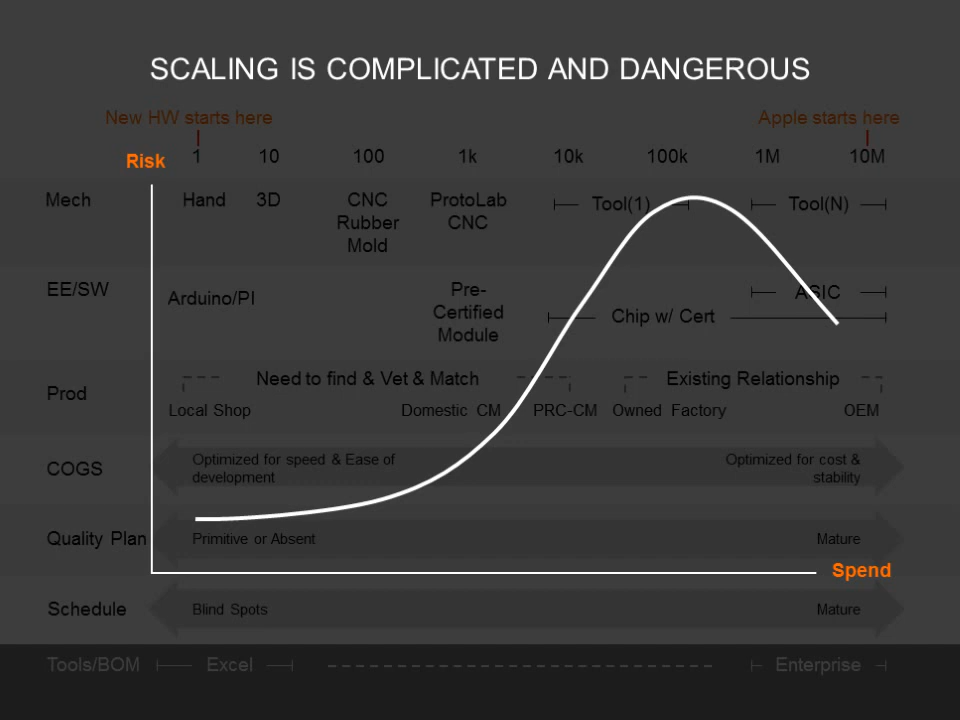 SCALING IS COMPLICATED AND DANGEROUS
New HW starts here
Apple starts here
Risk
1 10 100 1k 10k 100k 1M 10M
Mech
Hand
3D
CNC
Rubber
Mold
ProtoLab
CNC
Tool(1)
Tool(N)
EE/SW
Arduino/PI
Pre-
Certified
Module
ASIC
Chip w/ Cert
Prod
Need to find & Vet & Match
Existing Relationship
Local Shop
Domestic CM
PRC-CM
Owned Factory
OEM
COGS
Optimized for speed & Ease of
development
Optimized for cost &
stability
Quality Plan
Primitive or Absent
Mature
Spend
Schedule
Blind Spots
Mature
Tools/BOM
Excel
Enterprise